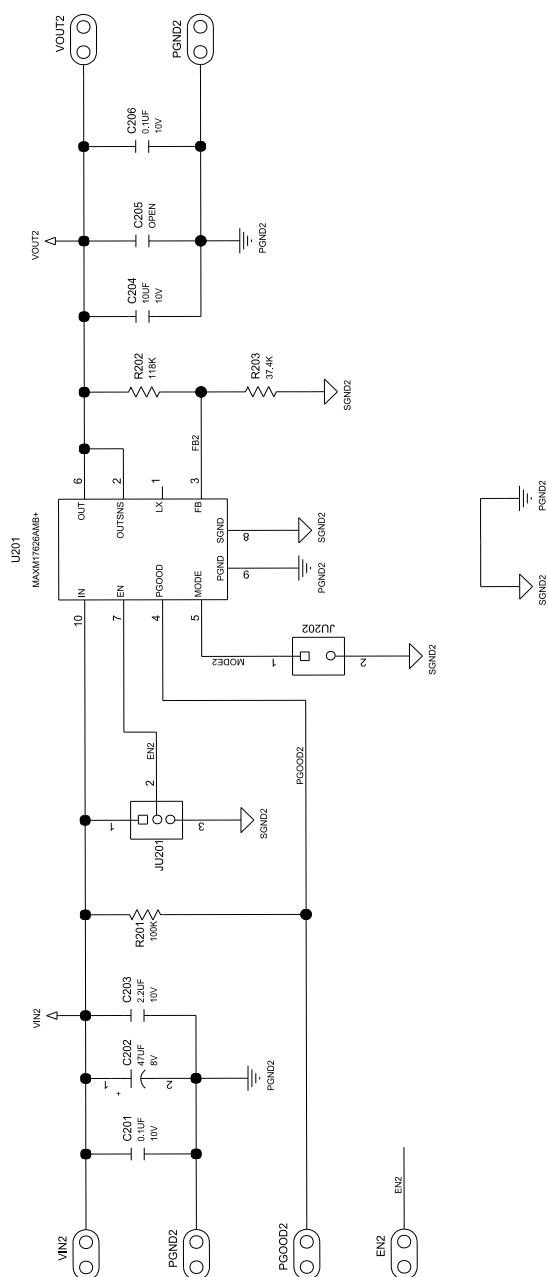 VOUT2
PGND2
C206
0.1UF
10V
C205
OPEN
VOUT2
PGND2
C204
10UF
10V
R202
118K
R203
37.4K
SGND2
FB2
U201
MAXM17626AMB+
6
2
1
3
OUT
OUTSNS
LX
FB
SGND
8
SGND2
PGND
9
PGND2
IN
EN
PGOOD
MODE
10
7
4
5
MODE2
1
JU202
2
SGND2
SGND2
PGND2
EN2
2
1
JU201
3
SGND2
PGOOD2
R201
100K
VIN2
C203
2.2UF
10V
1
+
C202
47UF
8V
2
PGND2
C201
0.1UF
10V
VIN2
PGND2
PGOOD2
EN2
EN2